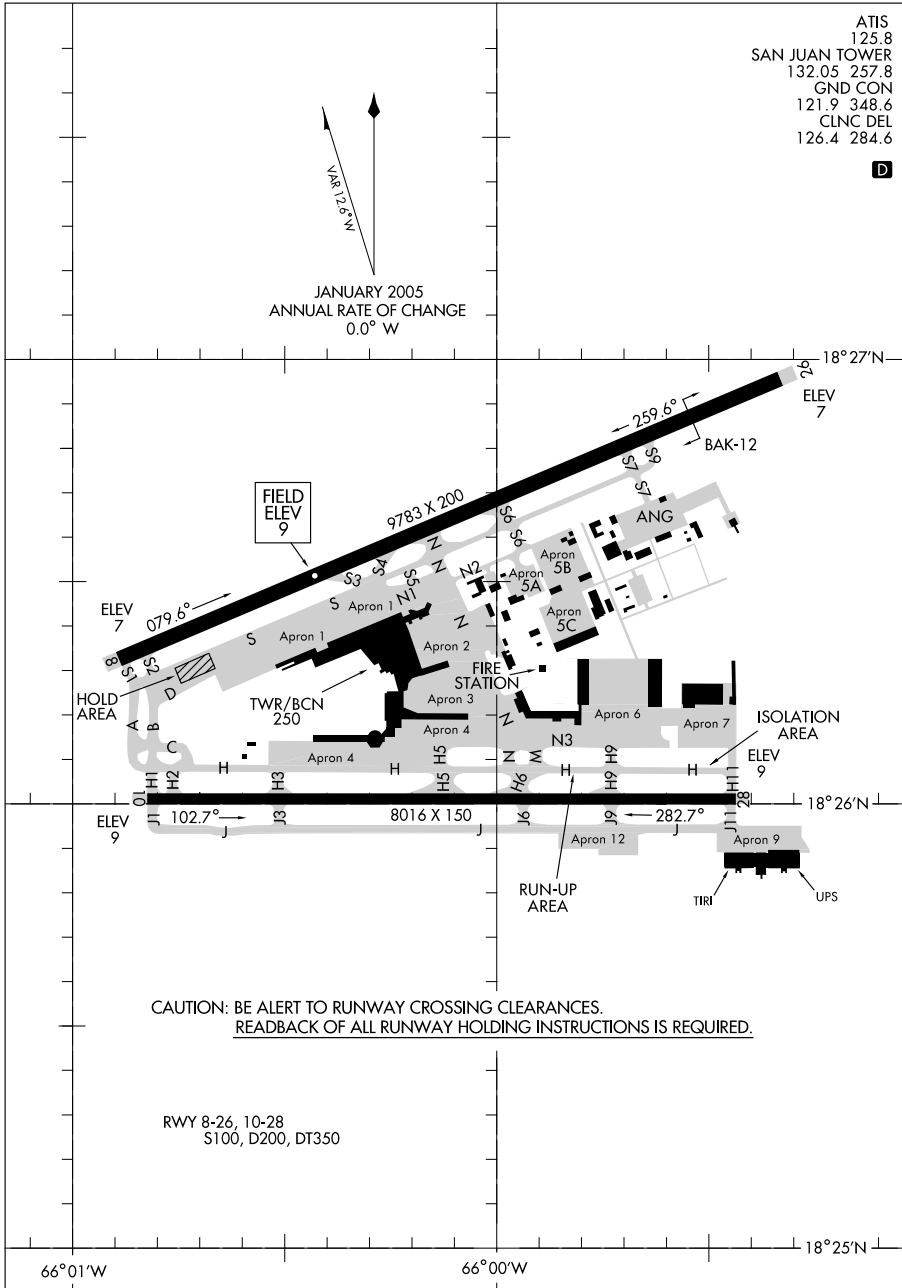 ATIS
125.8
SAN JUAN TOWER
132.05 257.8
GND CON
121.9 348.6
CLNC DEL
126.4 284.6
D
VAR 12.6° W
JANUARY 2005
ANNUAL RATE OF CHANGE
0.0° W
18°27'N
26
ELEV
7
259.6°
BAK-12
S7
S9
S7
ANG
FIELD
ELEV
9
9783 X 200
S6
S6
N
N
S4
S3
S5
N2
N1
Apron
5A
Apron
5B
Apron
5C
ELEV
7
079.6°
S
Apron 1
S
Apron 1
N
Apron 2
8
S1
S2
HOLD
AREA
D
TWR/BCN
250
FIRE
STATION
Apron 3
A
B
C
Apron 4
Apron 4
N
Apron 6
Apron 7
ISOLATION
AREA
N3
H5
N
M
H9
ELEV
9
H
H
H
H
H1
H2
H3
H5
H6
H9
H11
10
28
18°26'N
ELEV
9
J1
102.7°
J3
8016 X 150
J6
J9
282.7°
J11
J
J
J
Apron 12
Apron 9
RUN-UP
AREA
TIRI
UPS
CAUTION: BE ALERT TO RUNWAY CROSSING CLEARANCES.
READBACK OF ALL RUNWAY HOLDING INSTRUCTIONS IS REQUIRED.
RWY 8-26, 10-28
S100, D200, DT350
18°25'N
66°01'W
66°00'W